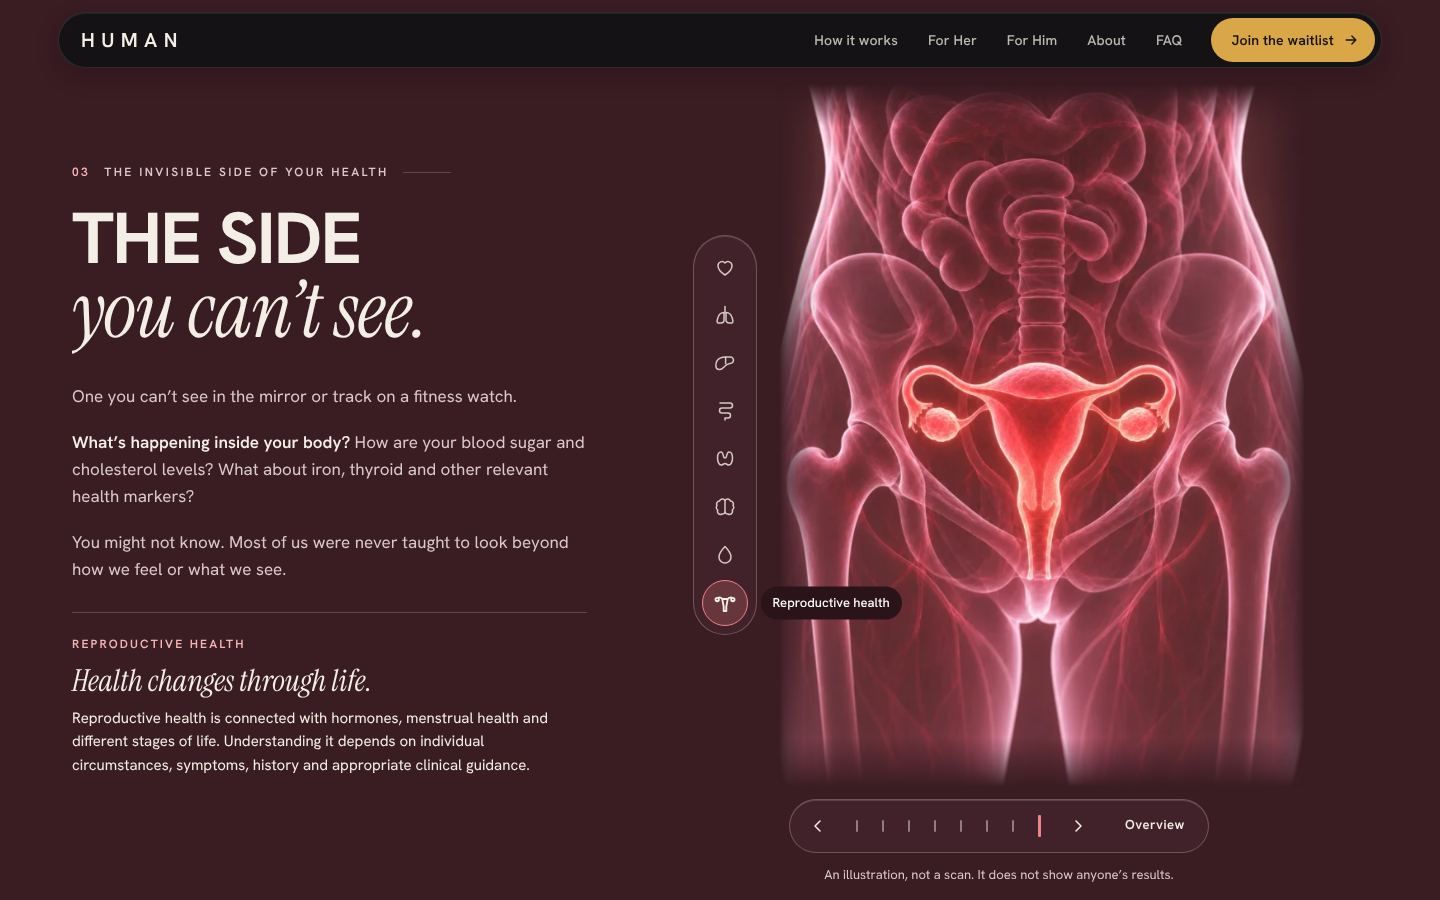 HUMAN
How it works
For Her
For Him
About
FAQ
Join the waitlist
03 THE INVISIBLE SIDE OF YOUR HEALTH
THE SIDE
you can’t see.
One you can’t see in the mirror or track on a fitness watch.
What’s happening inside your body? How are your blood sugar and
cholesterol levels? What about iron, thyroid and other relevant
health markers?
You might not know. Most of us were never taught to look beyond
how we feel or what we see.
Reproductive health
REPRODUCTIVE HEALTH
Health changes through life.
Reproductive health is connected with hormones, menstrual health and
different stages of life. Understanding it depends on individual
circumstances, symptoms, history and appropriate clinical guidance.
Overview
An illustration, not a scan. It does not show anyone’s results.